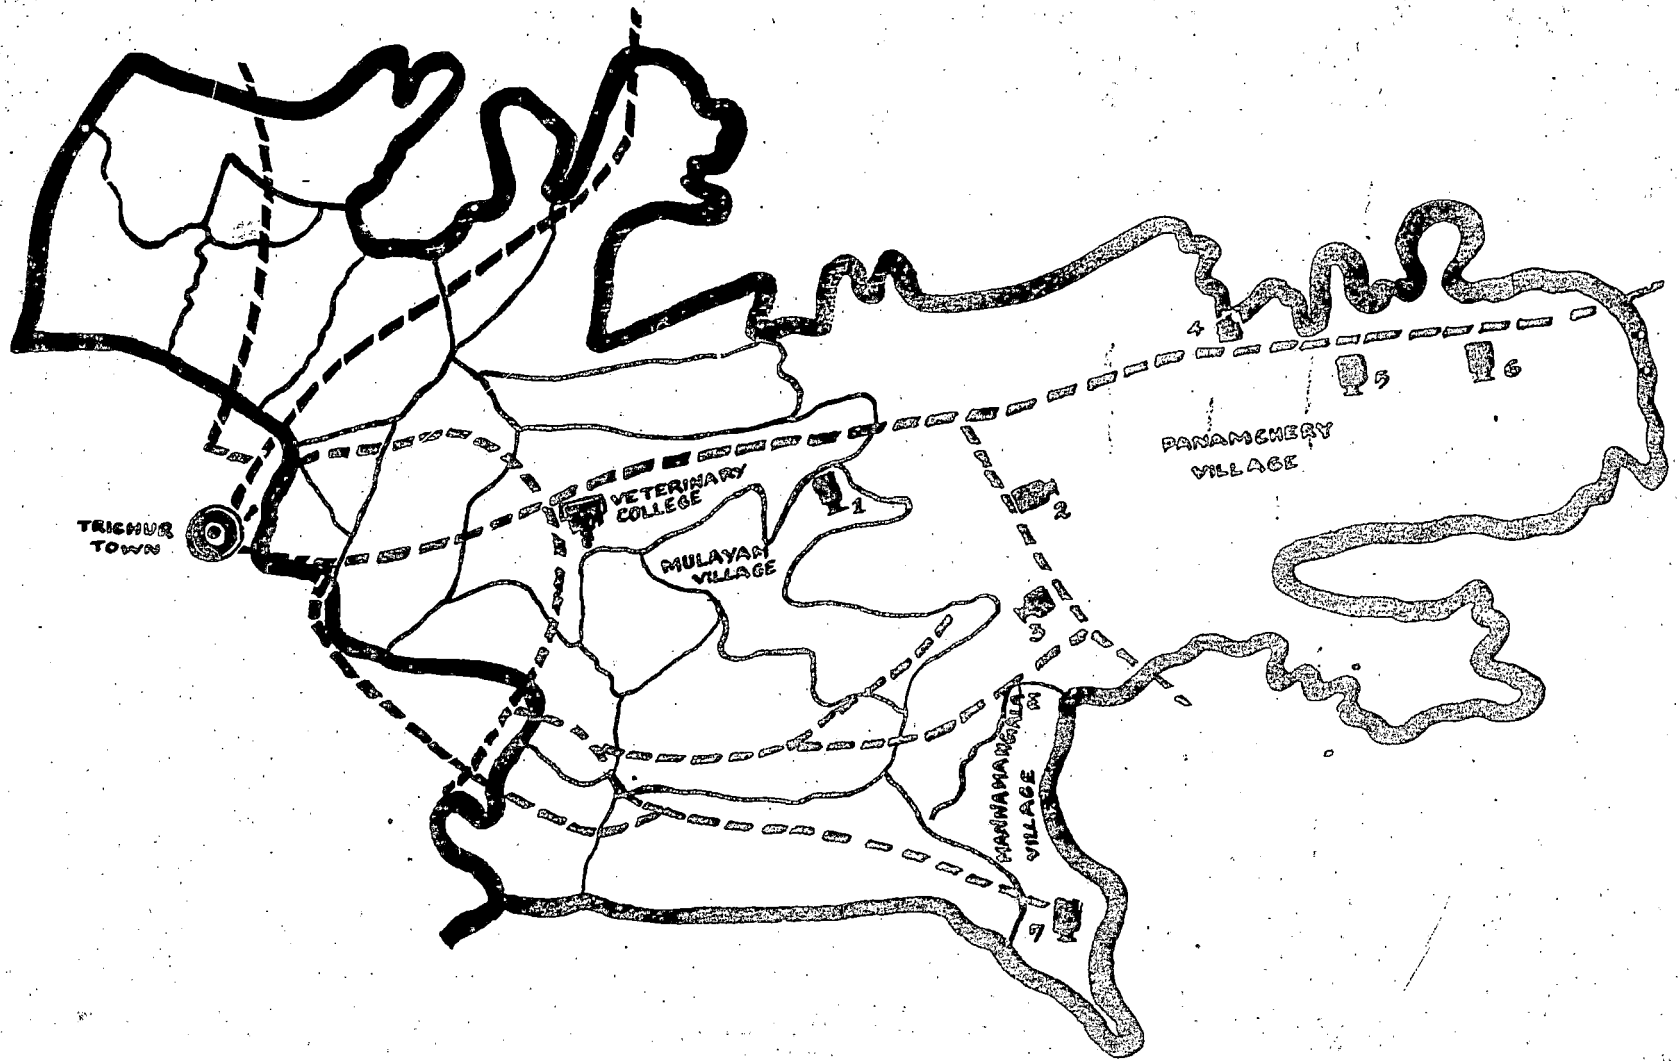 TRICHUR
TOWN
VETERINARY
COLLEGE
MULAYAM
VILLAGE
PANAMCHERY
VILLAGE
MANNAMANGALAM
VILLAGE
1
2
3
4
5
6
7